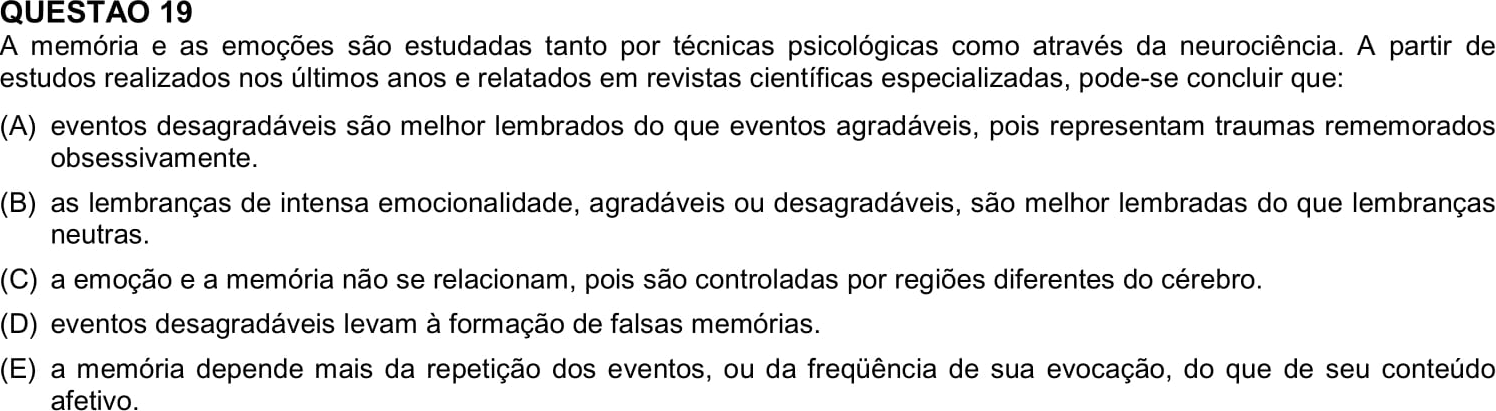 QUESTÃO 19
A memória e as emoções são estudadas tanto por técnicas psicológicas como através da neurociência. A partir de
estudos realizados nos últimos anos e relatados em revistas científicas especializadas, pode-se concluir que:
(A) eventos desagradáveis são melhor lembrados do que eventos agradáveis, pois representam traumas rememorados
obsessivamente.
(B) as lembranças de intensa emocionalidade, agradáveis ou desagradáveis, são melhor lembradas do que lembranças
neutras.
(C) a emoção e a memória não se relacionam, pois são controladas por regiões diferentes do cérebro.
(D) eventos desagradáveis levam à formação de falsas memórias.
(E) a memória depende mais da repetição dos eventos, ou da freqüência de sua evocação, do que de seu conteúdo
afetivo.